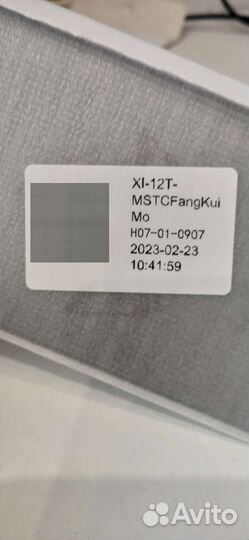 XI-12T-
MSTCFangKui
Mo
H07-01-0907
2023-02-23
10:41:59
Avito